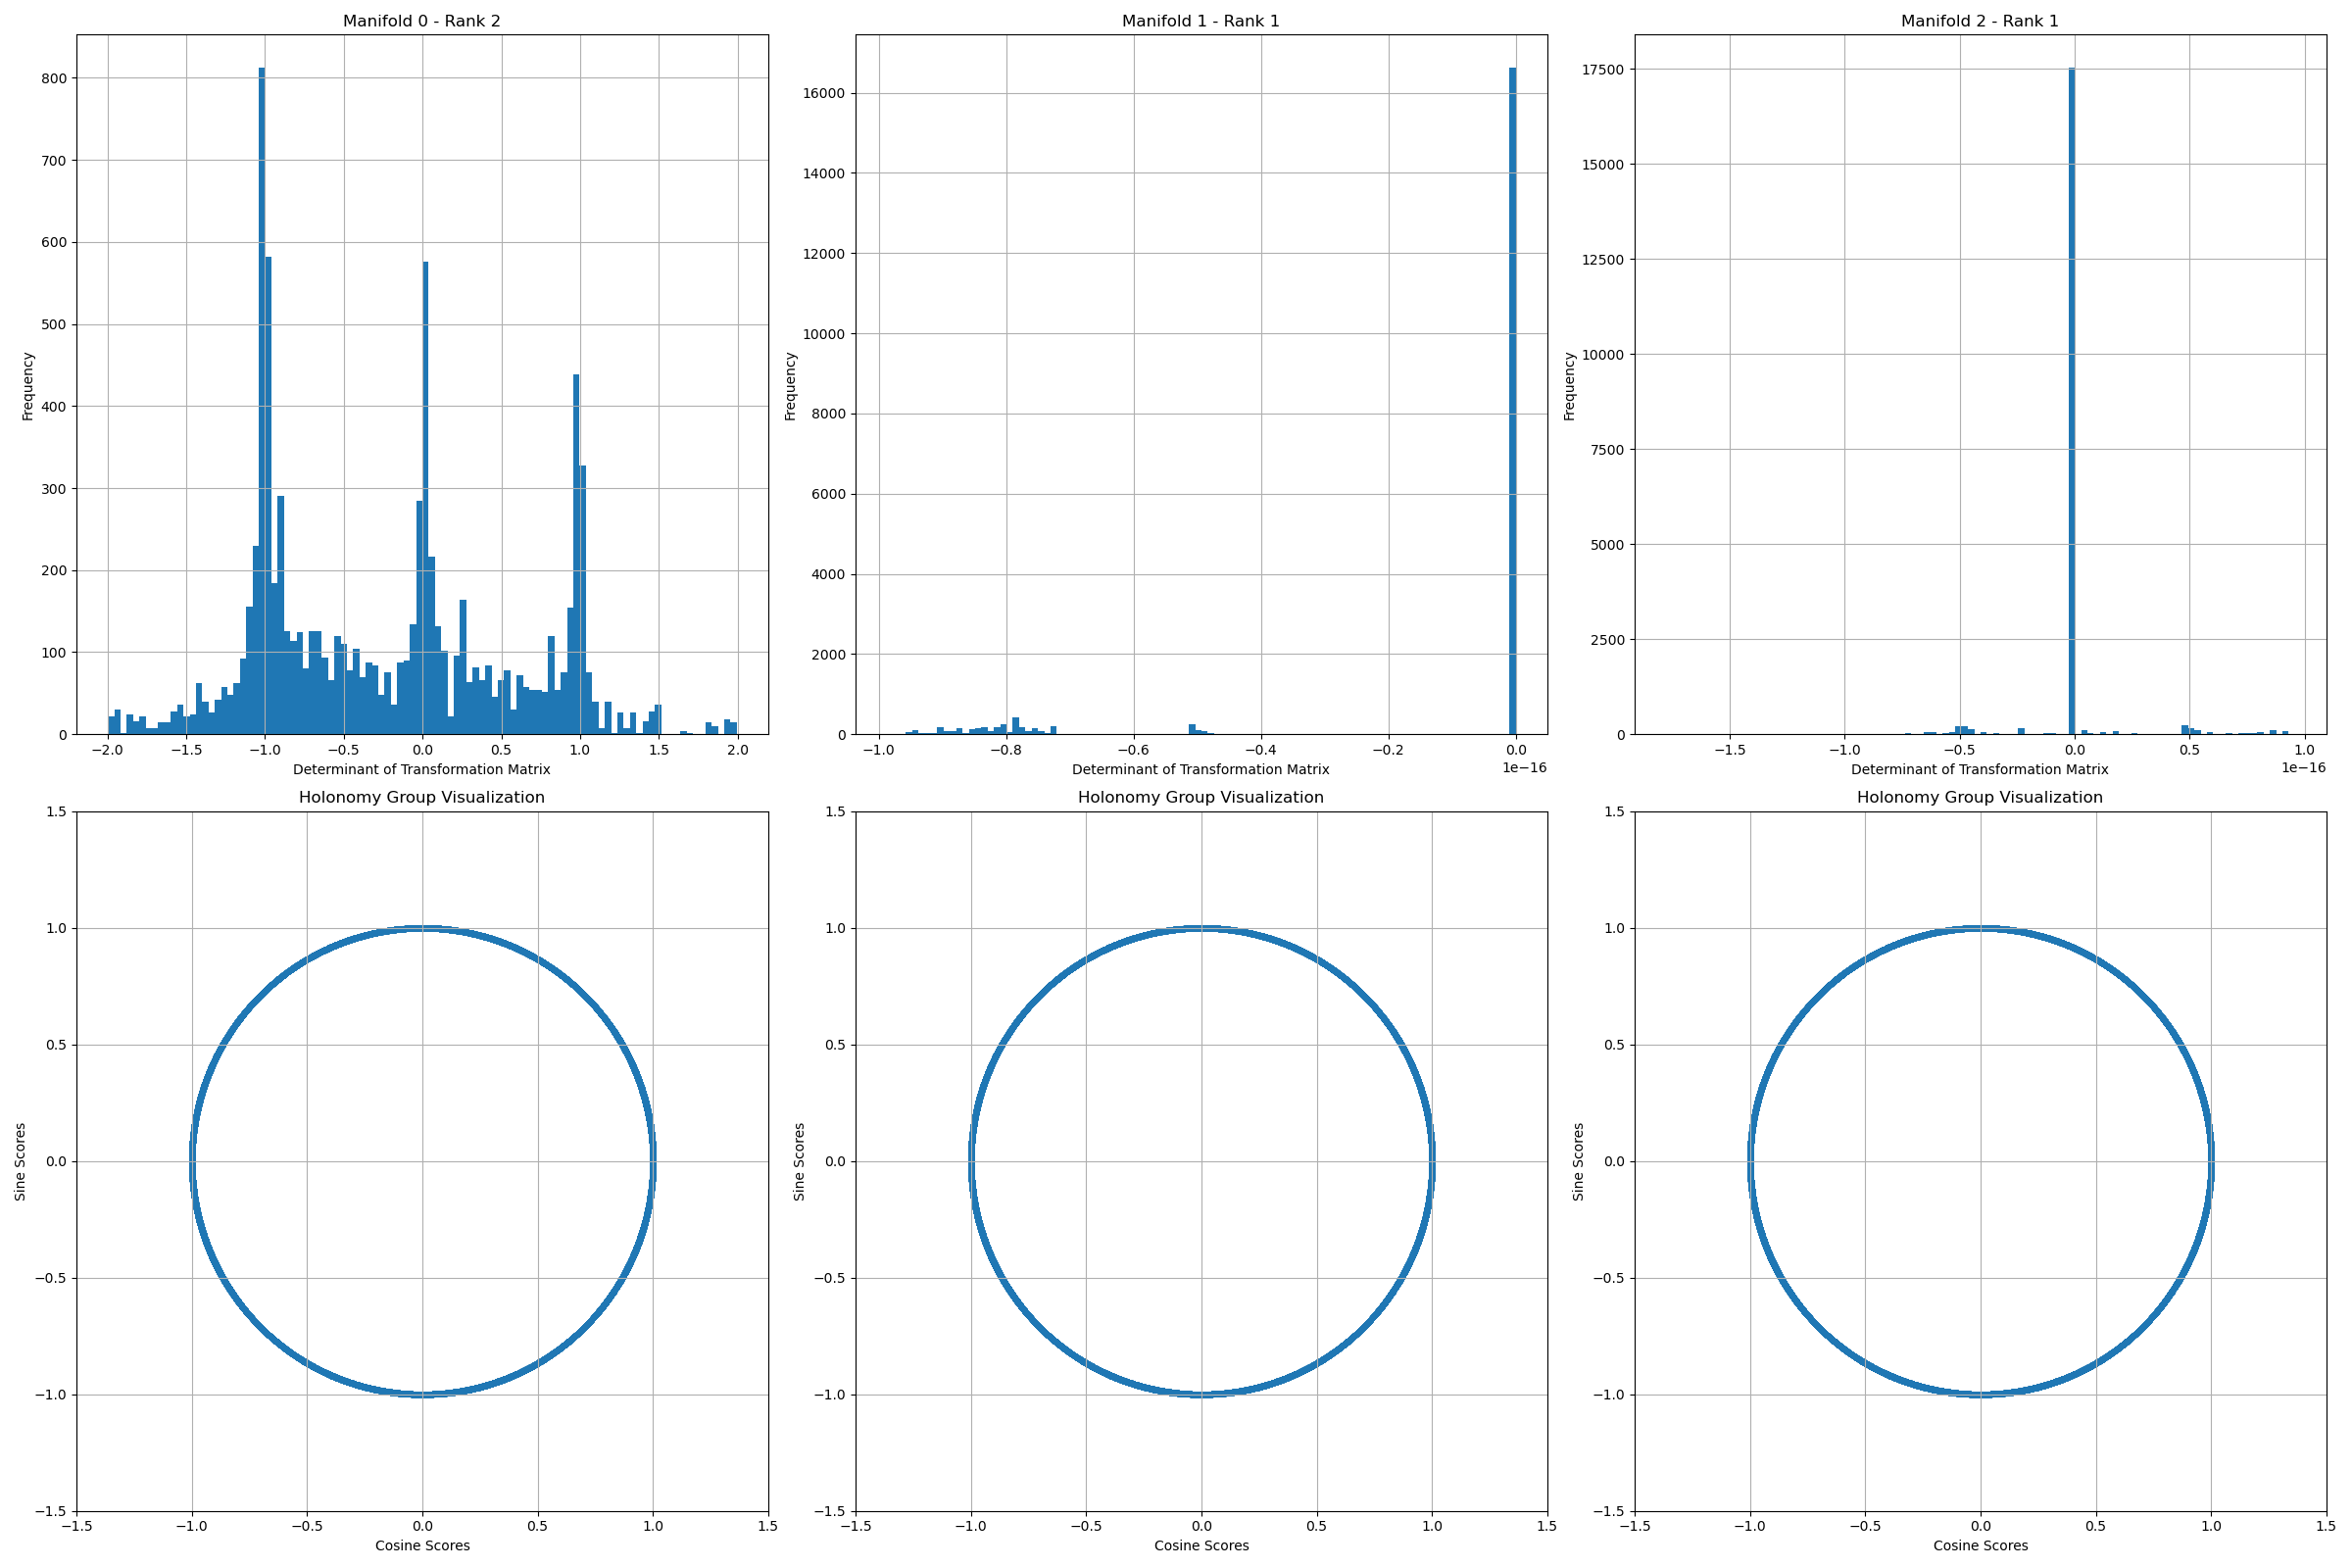 Manifold 0 - Rank 2
800
700
600
500
400
300
200
100
0
Frequency
−2.0 −1.5 −1.0 −0.5 0.0 0.5 1.0 1.5 2.0
Determinant of Transformation Matrix
Manifold 1 - Rank 1
16000
14000
12000
10000
8000
6000
4000
2000
0
Frequency
−1.0 −0.8 −0.6 −0.4 −0.2 0.0
1e−16
Determinant of Transformation Matrix
Manifold 2 - Rank 1
17500
15000
12500
10000
7500
5000
2500
0
Frequency
−1.5 −1.0 −0.5 0.0 0.5 1.0
1e−16
Determinant of Transformation Matrix
Holonomy Group Visualization
1.5
1.0
0.5
0.0
−0.5
−1.0
−1.5
Sine Scores
−1.5 −1.0 −0.5 0.0 0.5 1.0 1.5
Cosine Scores
Holonomy Group Visualization
1.5
1.0
0.5
0.0
−0.5
−1.0
−1.5
Sine Scores
−1.5 −1.0 −0.5 0.0 0.5 1.0 1.5
Cosine Scores
Holonomy Group Visualization
1.5
1.0
0.5
0.0
−0.5
−1.0
−1.5
Sine Scores
−1.5 −1.0 −0.5 0.0 0.5 1.0 1.5
Cosine Scores